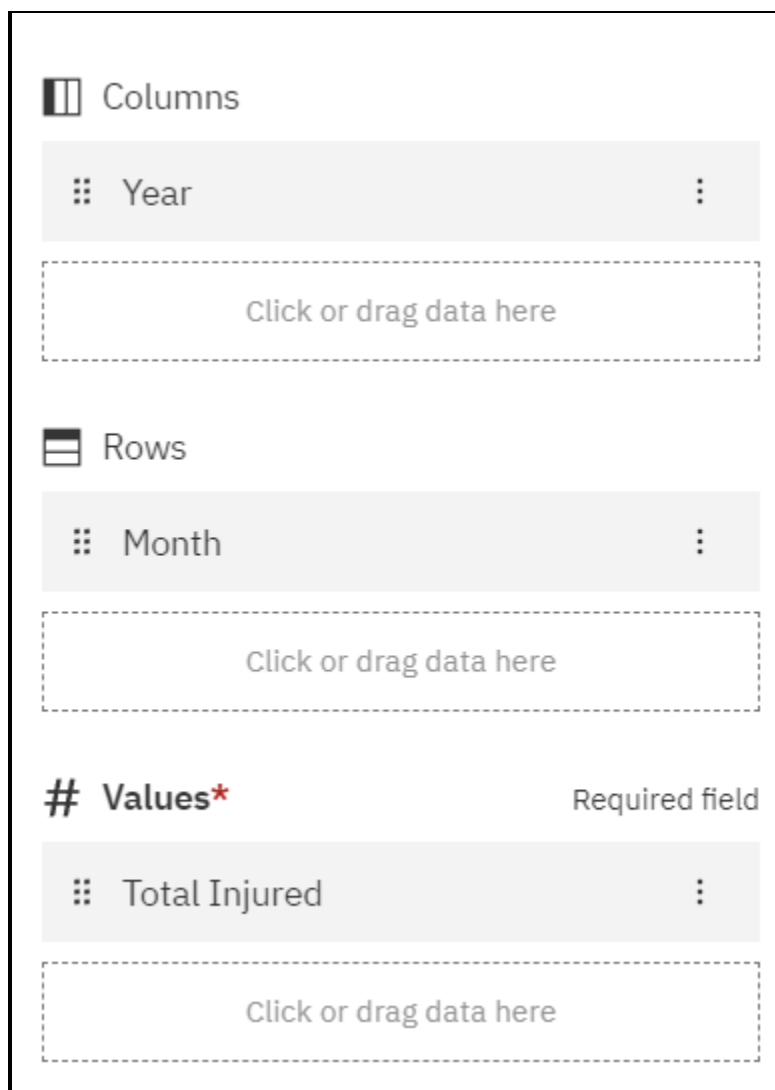 Columns
Year
Click or drag data here
Rows
Month
Click or drag data here
# Values* Required field
Total Injured
Click or drag data here